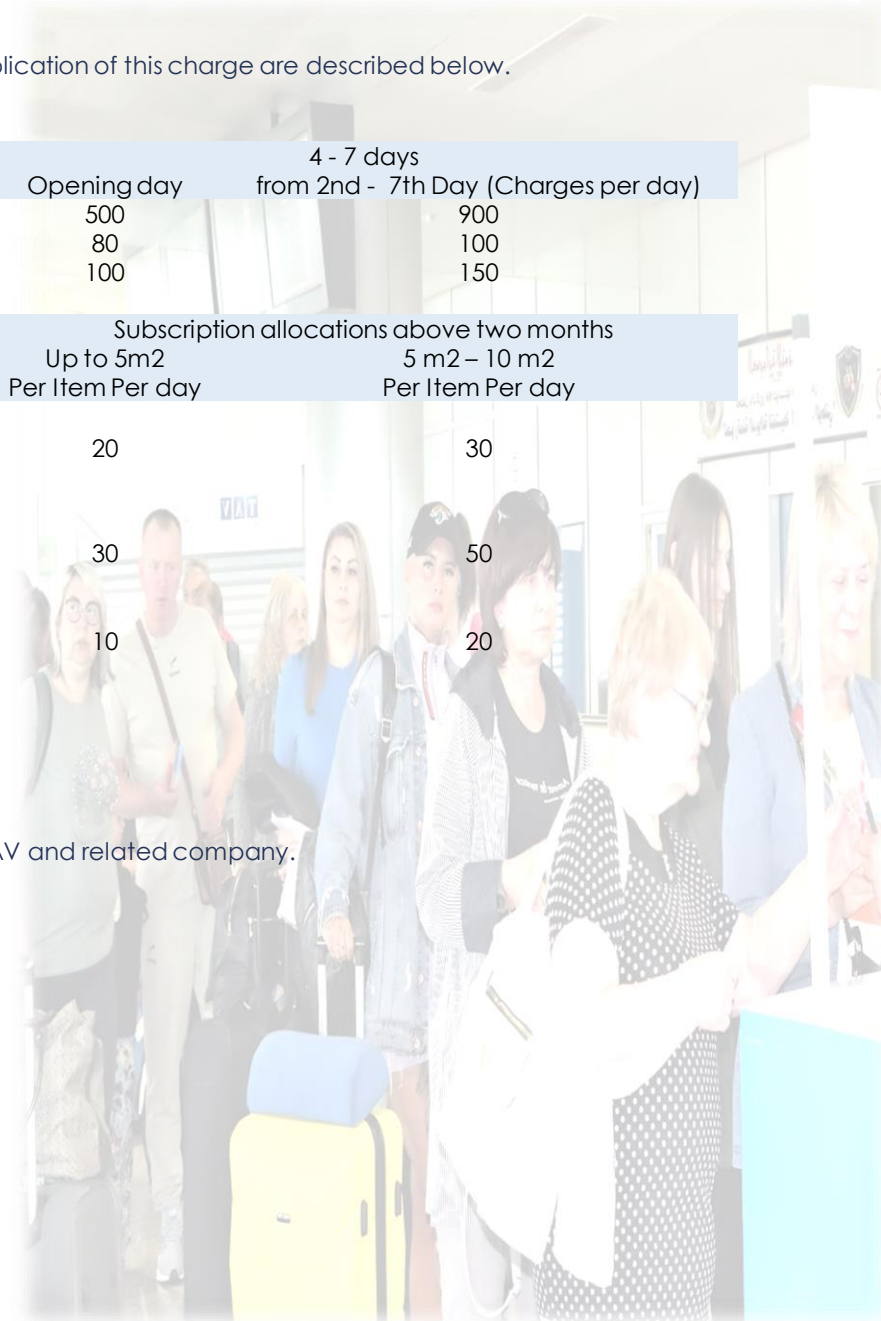 plication of this charge are described below.
4 - 7 days
Opening day from 2nd - 7th Day (Charges per day)
500 900
80 100
100 150
Subscription allocations above two months
Up to 5m2 5 m2 – 10 m2
Per Item Per day Per Item Per day
20 30
VAT
30 50
10 20
AV and related company.